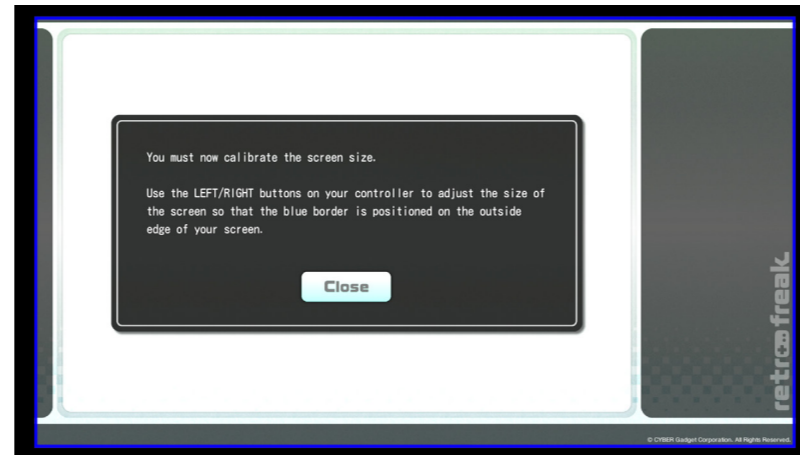 You must now calibrate the screen size.
Use the LEFT/RIGHT buttons on your controller to adjust the size of
the screen so that the blue border is positioned on the outside
edge of your screen.
Close
retro freak.
© CYBER Gadget Corporation. All Rights Reserved.